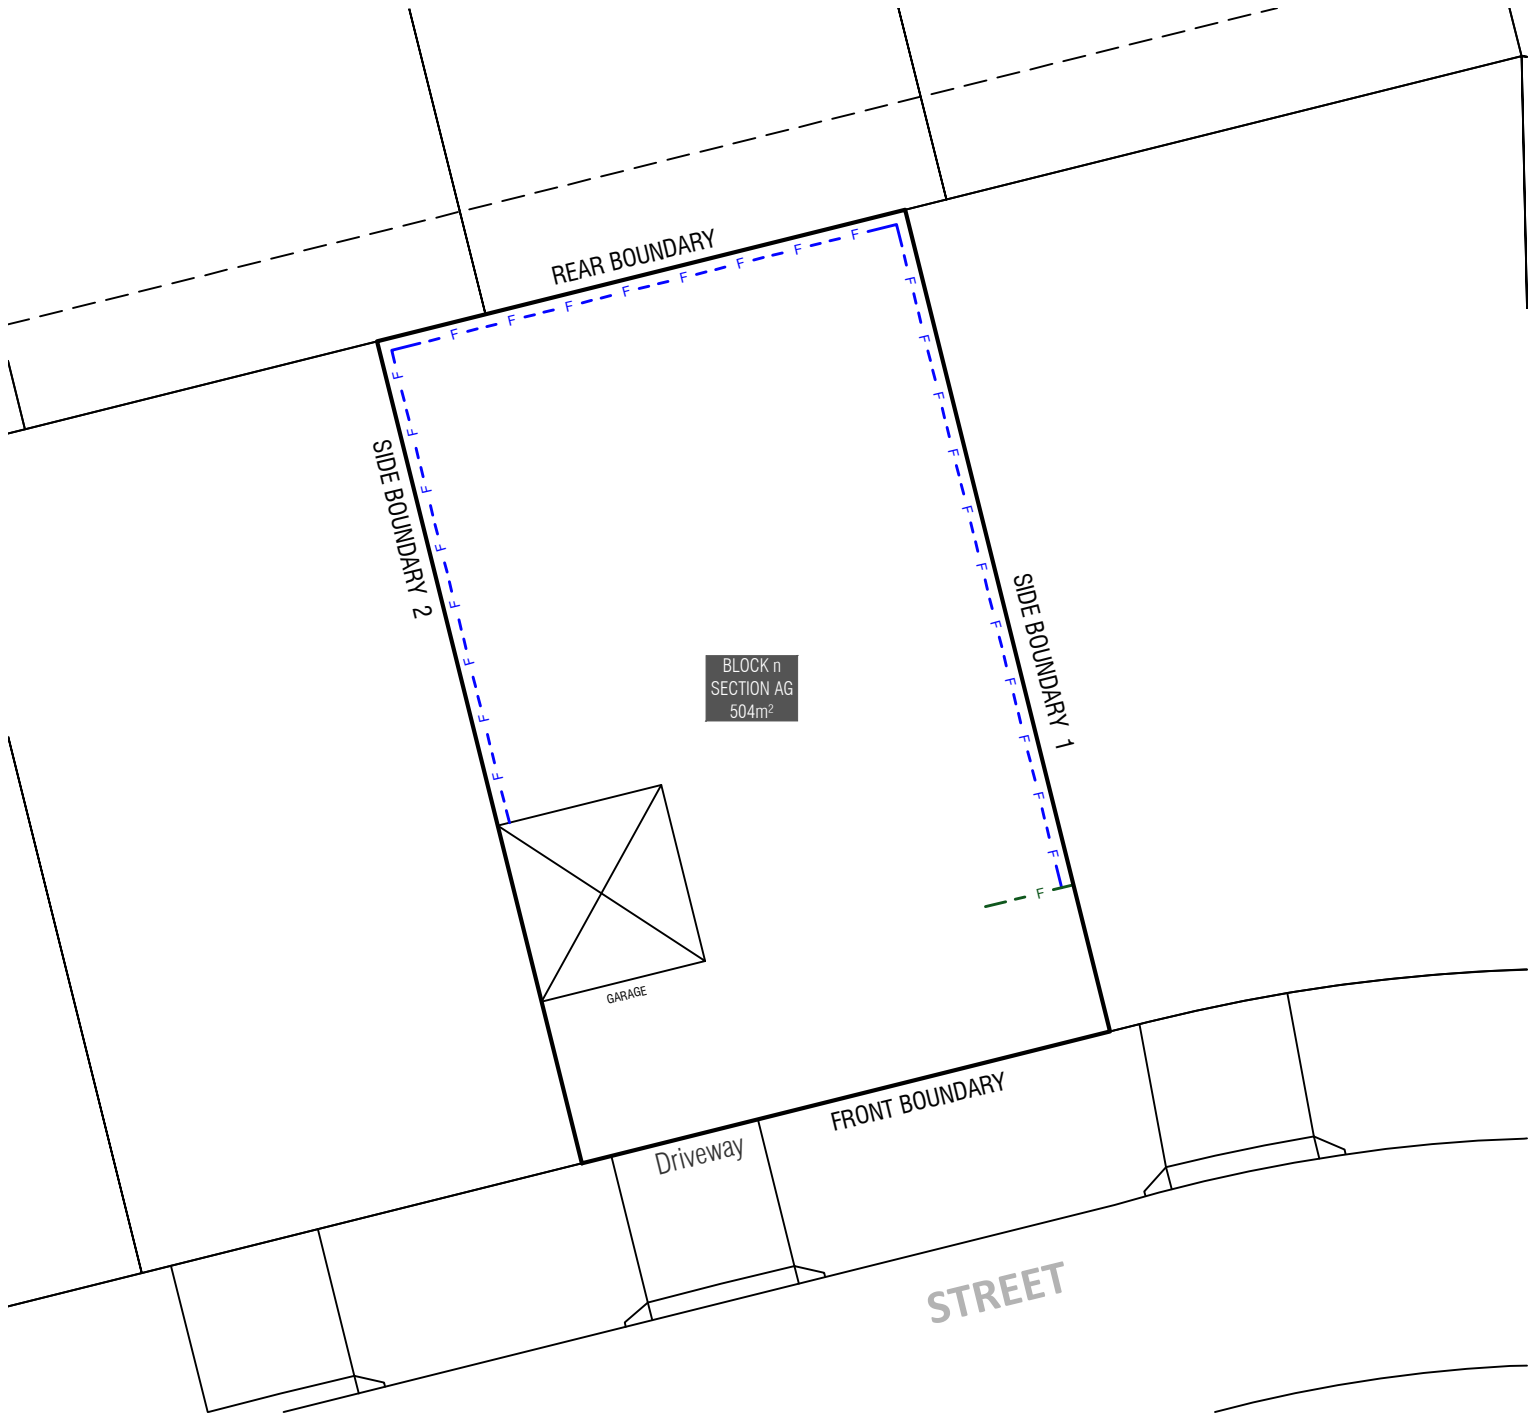 REAR BOUNDARY
F F F F F F F F
F F F F F F F F
F F F F F F F F F F F
SIDE BOUNDARY 2
SIDE BOUNDARY 1
BLOCK n
SECTION AG
504m²
F
GARAGE
FRONT BOUNDARY
Driveway
STREET